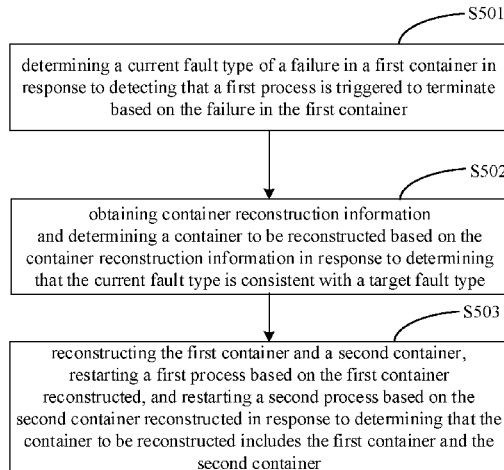 S501
determining a current fault type of a failure in a first container in
response to detecting that a first process is triggered to terminate
based on the failure in the first container
S502
obtaining container reconstruction information
and determining a container to be reconstructed based on the
container reconstruction information in response to determining
that the current fault type is consistent with a target fault type
S503
reconstructing the first container and a second container,
restarting a first process based on the first container
reconstructed, and restarting a second process based on the
second container reconstructed in response to determining that the
container to be reconstructed includes the first container and the
second container